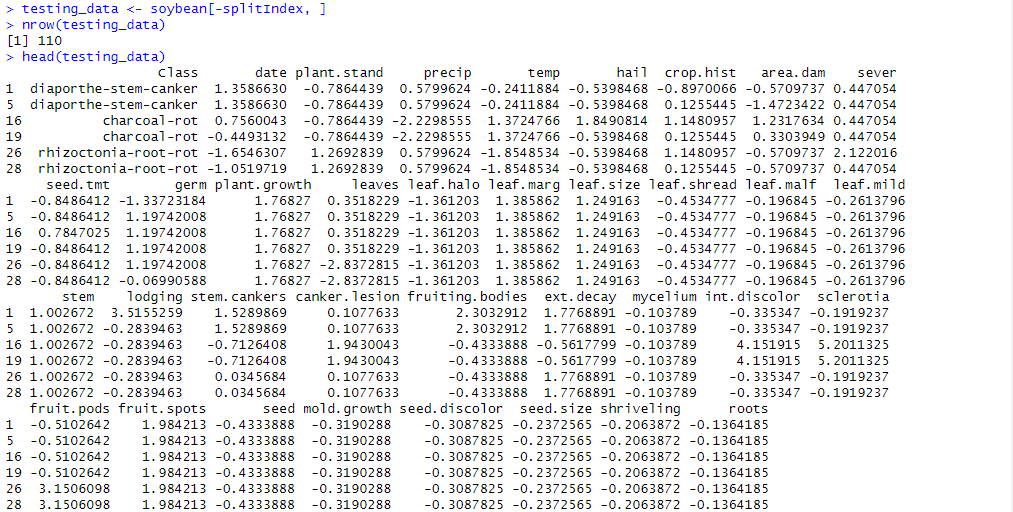 > testing_data <- soybean[-splitIndex, ]
> nrow(testing_data)
[1] 110
> head(testing_data)
Class date plant.stand precip temp hail crop.hist area.dam sever
1 diaporthe-stem-canker 1.3586630 -0.7864439 0.5799624 -0.2411884 -0.5398468 -0.8970066 -0.5709737 0.447054
5 diaporthe-stem-canker 1.3586630 -0.7864439 0.5799624 -0.2411884 -0.5398468 0.1255445 -1.4723422 0.447054
16 charcoal-rot 0.7560043 -0.7864439 -2.2298555 1.3724766 1.8490814 1.1480957 1.2317634 0.447054
19 charcoal-rot -0.4493132 -0.7864439 -2.2298555 1.3724766 -0.5398468 0.1255445 0.3303949 0.447054
26 rhizoctonia-root-rot -1.6546307 1.2692839 0.5799624 -1.8548534 -0.5398468 1.1480957 -0.5709737 2.122016
28 rhizoctonia-root-rot -1.0519719 1.2692839 0.5799624 -1.8548534 -0.5398468 0.1255445 -0.5709737 0.447054
seed.tmt germ plant.growth leaves leaf.halo leaf.marg leaf.size leaf.shread leaf.malf leaf.mild
1 -0.8486412 -1.33723184 1.76827 0.3518229 -1.361203 1.385862 1.249163 -0.4534777 -0.196845 -0.2613796
5 -0.8486412 1.19742008 1.76827 0.3518229 -1.361203 1.385862 1.249163 -0.4534777 -0.196845 -0.2613796
16 0.7847025 1.19742008 1.76827 0.3518229 -1.361203 1.385862 1.249163 -0.4534777 -0.196845 -0.2613796
19 -0.8486412 1.19742008 1.76827 0.3518229 -1.361203 1.385862 1.249163 -0.4534777 -0.196845 -0.2613796
26 -0.8486412 1.19742008 1.76827 -2.8372815 -1.361203 1.385862 1.249163 -0.4534777 -0.196845 -0.2613796
28 -0.8486412 -0.06990588 1.76827 -2.8372815 -1.361203 1.385862 1.249163 -0.4534777 -0.196845 -0.2613796
stem lodging stem.cankers canker.lesion fruiting.bodies ext.decay mycelium int.discolor sclerotia
1 1.002672 3.5155259 1.5289869 0.1077633 2.3032912 1.7768891 -0.103789 -0.335347 -0.1919237
5 1.002672 -0.2839463 1.5289869 0.1077633 2.3032912 1.7768891 -0.103789 -0.335347 -0.1919237
16 1.002672 -0.2839463 -0.7126408 1.9430043 -0.4333888 -0.5617799 -0.103789 4.151915 5.2011325
19 1.002672 -0.2839463 -0.7126408 1.9430043 -0.4333888 -0.5617799 -0.103789 4.151915 5.2011325
26 1.002672 -0.2839463 0.0345684 0.1077633 -0.4333888 1.7768891 -0.103789 -0.335347 -0.1919237
28 1.002672 -0.2839463 0.0345684 0.1077633 -0.4333888 1.7768891 -0.103789 -0.335347 -0.1919237
fruit.pods fruit.spots seed mold.growth seed.discolor seed.size shriveling roots
1 -0.5102642 1.984213 -0.4333888 -0.3190288 -0.3087825 -0.2372565 -0.2063872 -0.1364185
5 -0.5102642 1.984213 -0.4333888 -0.3190288 -0.3087825 -0.2372565 -0.2063872 -0.1364185
16 -0.5102642 1.984213 -0.4333888 -0.3190288 -0.3087825 -0.2372565 -0.2063872 -0.1364185
19 -0.5102642 1.984213 -0.4333888 -0.3190288 -0.3087825 -0.2372565 -0.2063872 -0.1364185
26 3.1506098 1.984213 -0.4333888 -0.3190288 -0.3087825 -0.2372565 -0.2063872 -0.1364185
28 3.1506098 1.984213 -0.4333888 -0.3190288 -0.3087825 -0.2372565 -0.2063872 -0.1364185